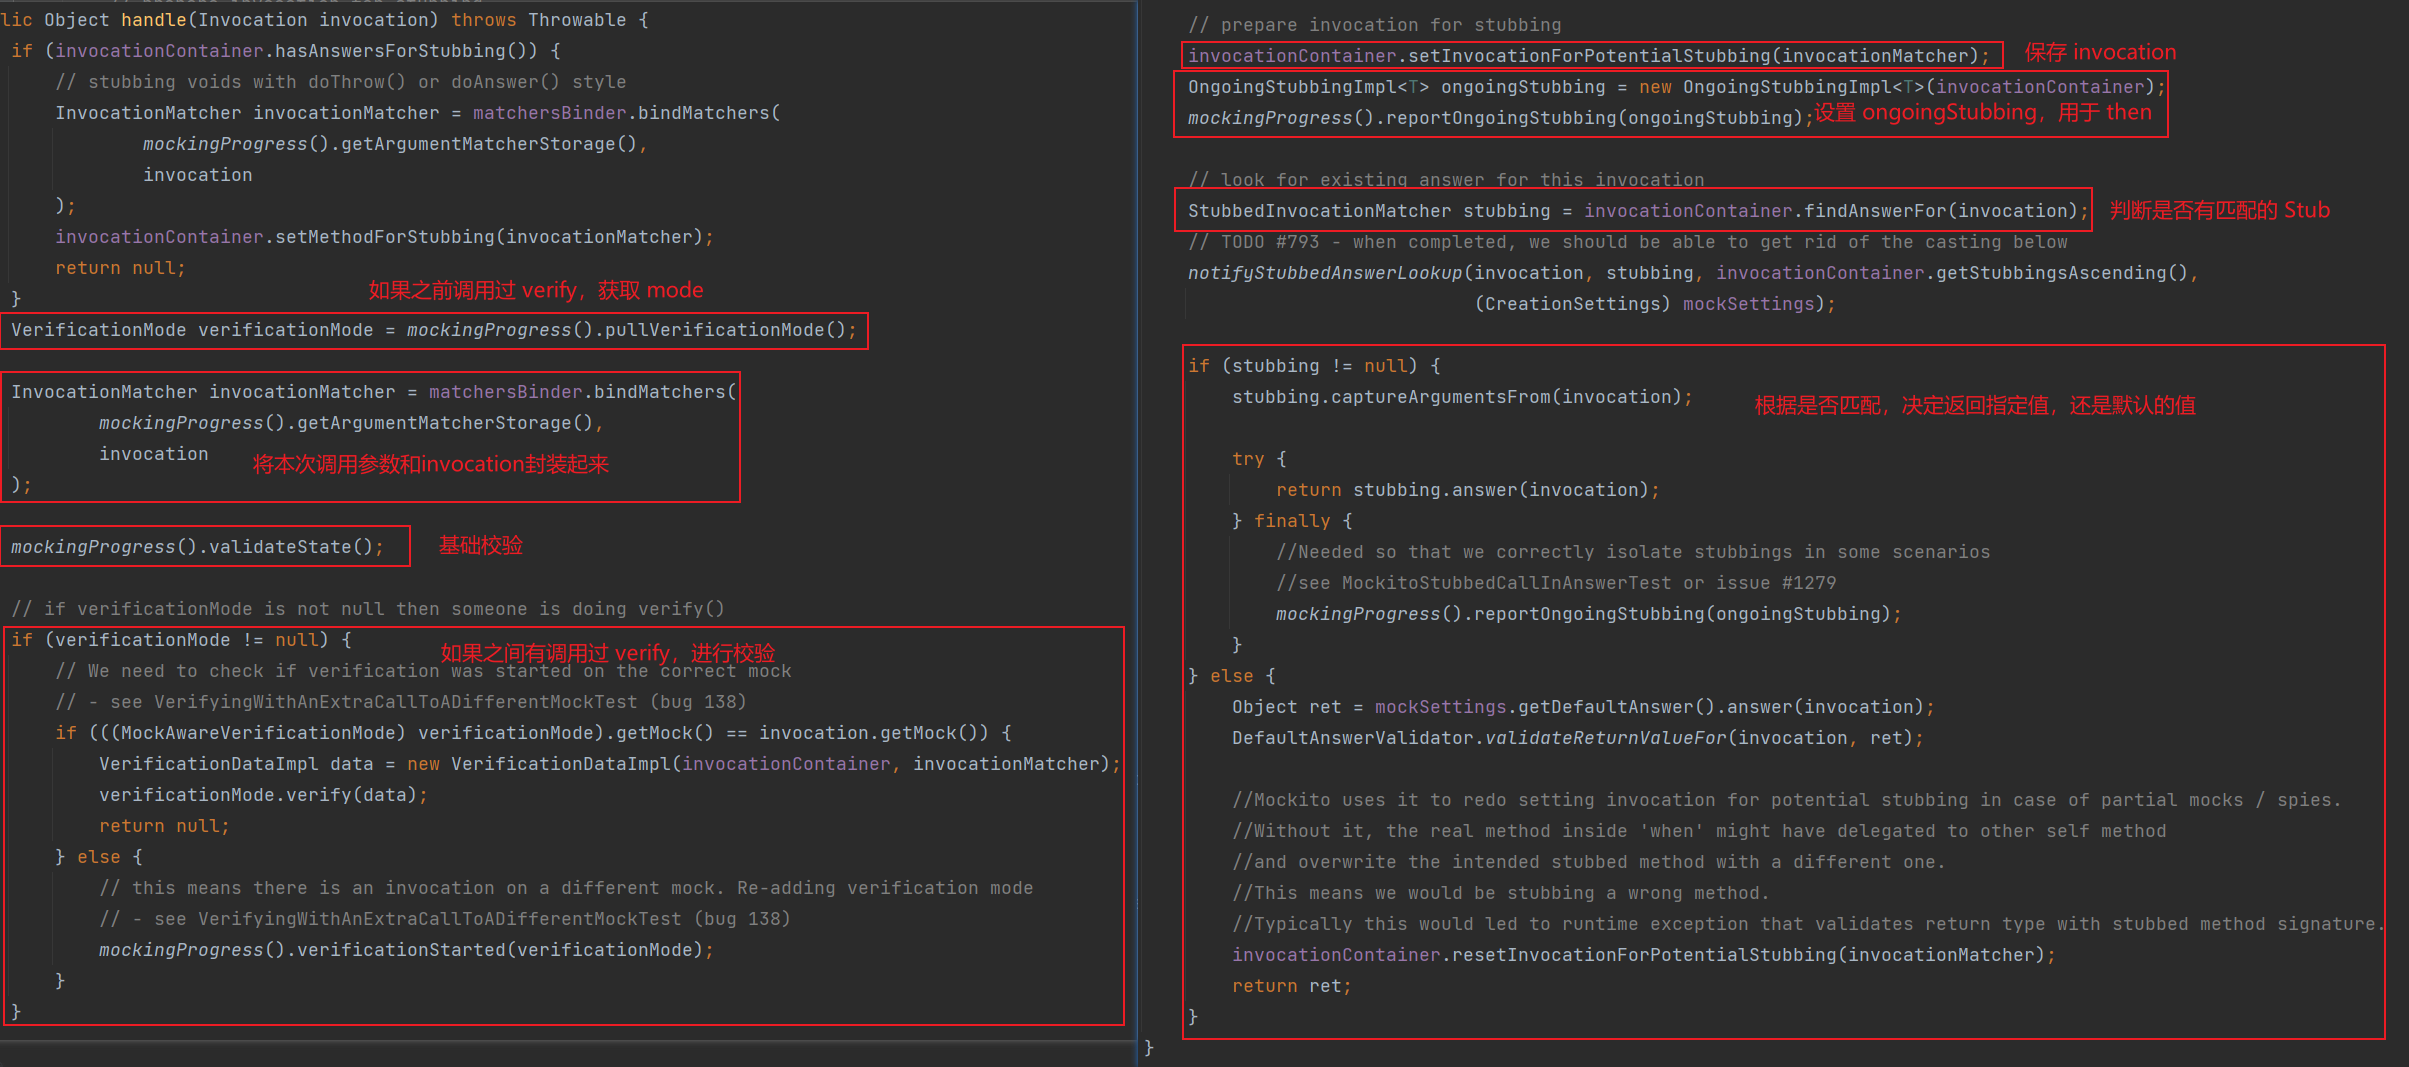 lic Object handle(Invocation invocation) throws Throwable {
if (invocationContainer.hasAnswersForStubbing()) {
// stubbing voids with doThrow() or doAnswer() style
InvocationMatcher invocationMatcher = matchersBinder.bindMatchers(
mockingProgress().getArgumentMatcherStorage(),
invocation
);
invocationContainer.setMethodForStubbing(invocationMatcher);
return null;
}
如果之前调用过 verify，获取 mode
VerificationMode verificationMode = mockingProgress().pullVerificationMode();
InvocationMatcher invocationMatcher = matchersBinder.bindMatchers(
mockingProgress().getArgumentMatcherStorage(),
invocation
将本次调用参数和invocation封装起来
);
mockingProgress().validateState();
基础校验
// if verificationMode is not null then someone is doing verify()
if (verificationMode != null) {
如果之间有调用过 verify，进行校验
// We need to check if verification was started on the correct mock
// - see VerifyingWithAnExtraCallToADifferentMockTest (bug 138)
if (((MockAwareVerificationMode) verificationMode).getMock() == invocation.getMock()) {
VerificationDataImpl data = new VerificationDataImpl(invocationContainer, invocationMatcher);
verificationMode.verify(data);
return null;
} else {
// this means there is an invocation on a different mock. Re-adding verification mode
// - see VerifyingWithAnExtraCallToADifferentMockTest (bug 138)
mockingProgress().verificationStarted(verificationMode);
}
}
// prepare invocation for stubbing
invocationContainer.setInvocationForPotentialStubbing(invocationMatcher);
保存 invocation
OngoingStubbingImpl<T> ongoingStubbing = new OngoingStubbingImpl<T>(invocationContainer);
mockingProgress().reportOngoingStubbing(ongoingStubbing);
设置 ongoingStubbing，用于 then
// look for existing answer for this invocation
StubbedInvocationMatcher stubbing = invocationContainer.findAnswerFor(invocation);
判断是否有匹配的 Stub
// TODO #793 - when completed, we should be able to get rid of the casting below
notifyStubbedAnswerLookup(invocation, stubbing, invocationContainer.getStubbingsAscending(),
(CreationSettings) mockSettings);
if (stubbing != null) {
stubbing.captureArgumentsFrom(invocation);
根据是否匹配，决定返回指定值，还是默认的值
try {
return stubbing.answer(invocation);
} finally {
//Needed so that we correctly isolate stubbings in some scenarios
//see MockitoStubbedCallInAnswerTest or issue #1279
mockingProgress().reportOngoingStubbing(ongoingStubbing);
}
} else {
Object ret = mockSettings.getDefaultAnswer().answer(invocation);
DefaultAnswerValidator.validateReturnValueFor(invocation, ret);
//Mockito uses it to redo setting invocation for potential stubbing in case of partial mocks / spies.
//Without it, the real method inside 'when' might have delegated to other self method
//and overwrite the intended stubbed method with a different one.
//This means we would be stubbing a wrong method.
//Typically this would led to runtime exception that validates return type with stubbed method signature.
invocationContainer.resetInvocationForPotentialStubbing(invocationMatcher);
return ret;
}
}